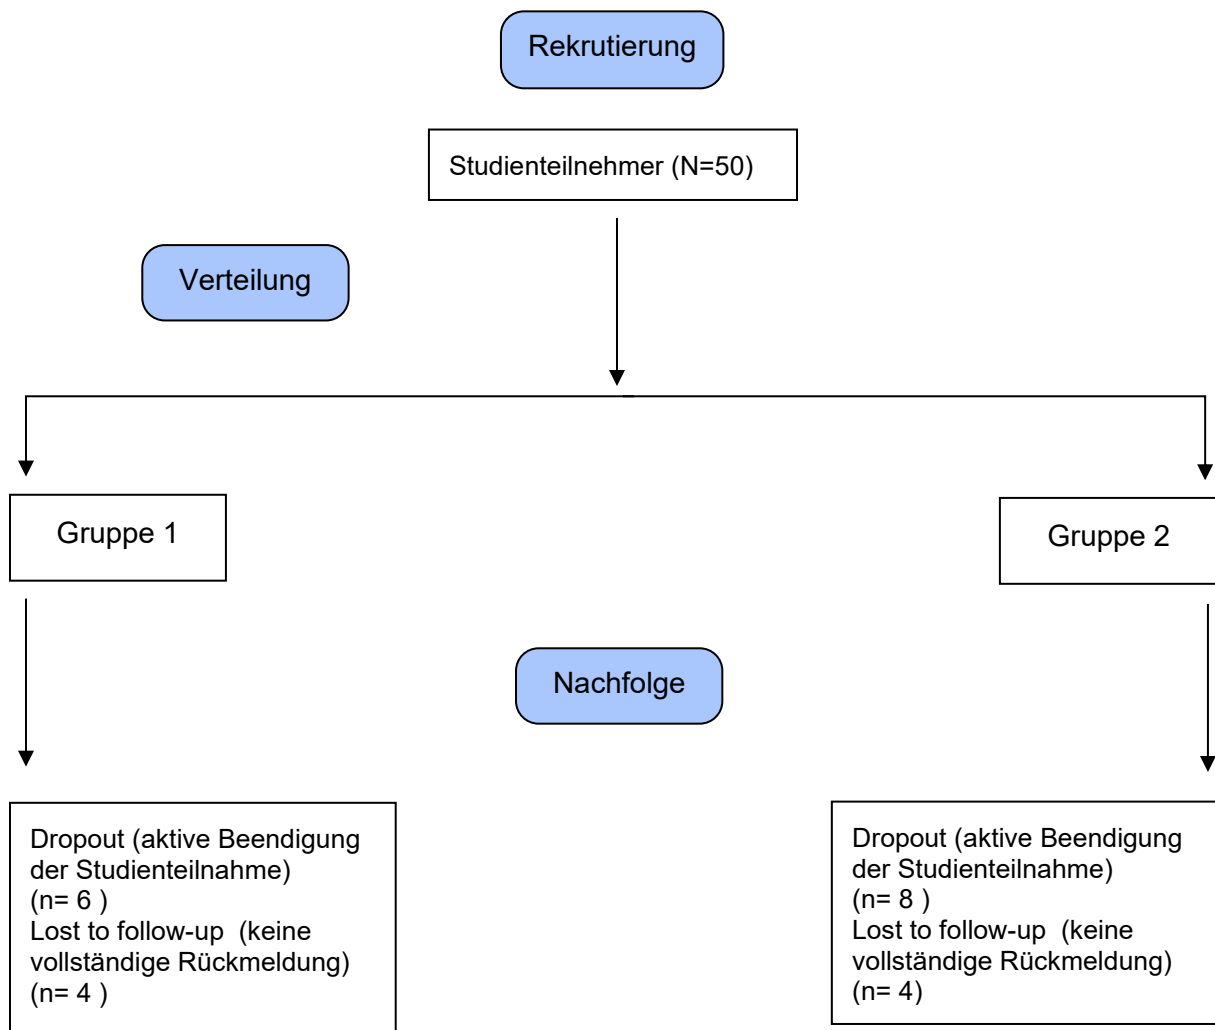 Rekrutierung
Studienteilnehmer (N=50)
Verteilung
Gruppe 1
Gruppe 2
Nachfolge
Dropout (aktive Beendigung
der Studienteilnahme)
(n= 6 )
Lost to follow-up (keine
vollständige Rückmeldung)
(n= 4 )
Dropout (aktive Beendigung
der Studienteilnahme)
(n= 8 )
Lost to follow-up (keine
vollständige Rückmeldung)
(n= 4)